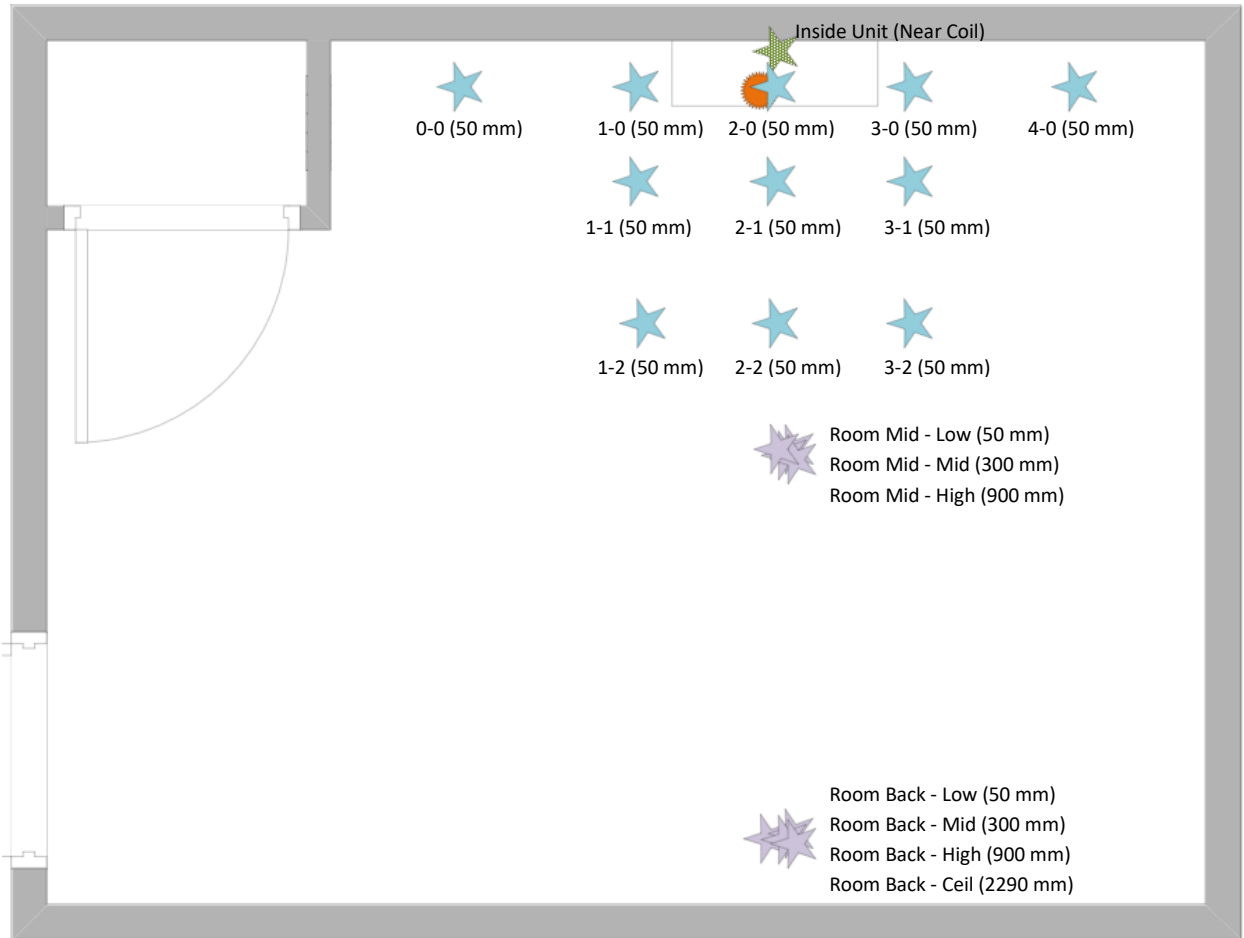 Inside Unit (Near Coil)
0-0 (50 mm)
1-0 (50 mm)
2-0 (50 mm)
3-0 (50 mm)
4-0 (50 mm)
1-1 (50 mm)
2-1 (50 mm)
3-1 (50 mm)
1-2 (50 mm)
2-2 (50 mm)
3-2 (50 mm)
Room Mid - Low (50 mm)
Room Mid - Mid (300 mm)
Room Mid - High (900 mm)
Room Back - Low (50 mm)
Room Back - Mid (300 mm)
Room Back - High (900 mm)
Room Back - Ceil (2290 mm)